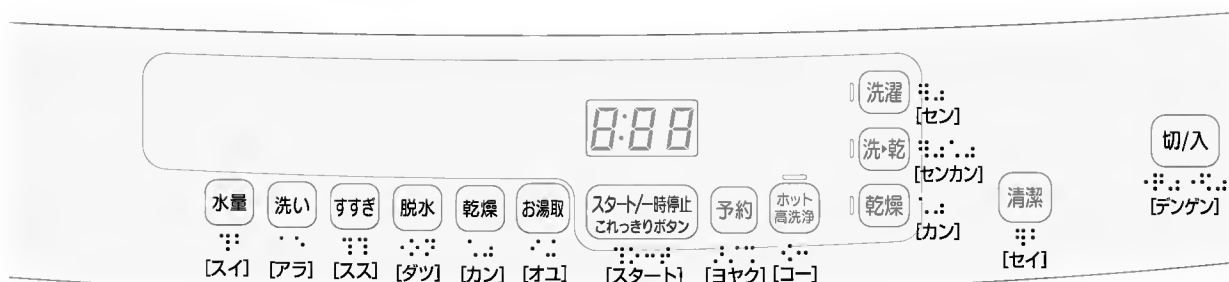 8:88
洗濯
[セン]
洗▸乾
[センカン]
乾燥
[カン]
水量
[スイ]
洗い
[アラ]
すすぎ
[スス]
脱水
[ダツ]
乾燥
[カン]
お湯取
[オユ]
スタート/一時停止
これっきりボタン
[スタート]
予約
[ヨヤク]
ホット
高洗浄
[コー]
清潔
[セイ]
切/入
[デンゲン]